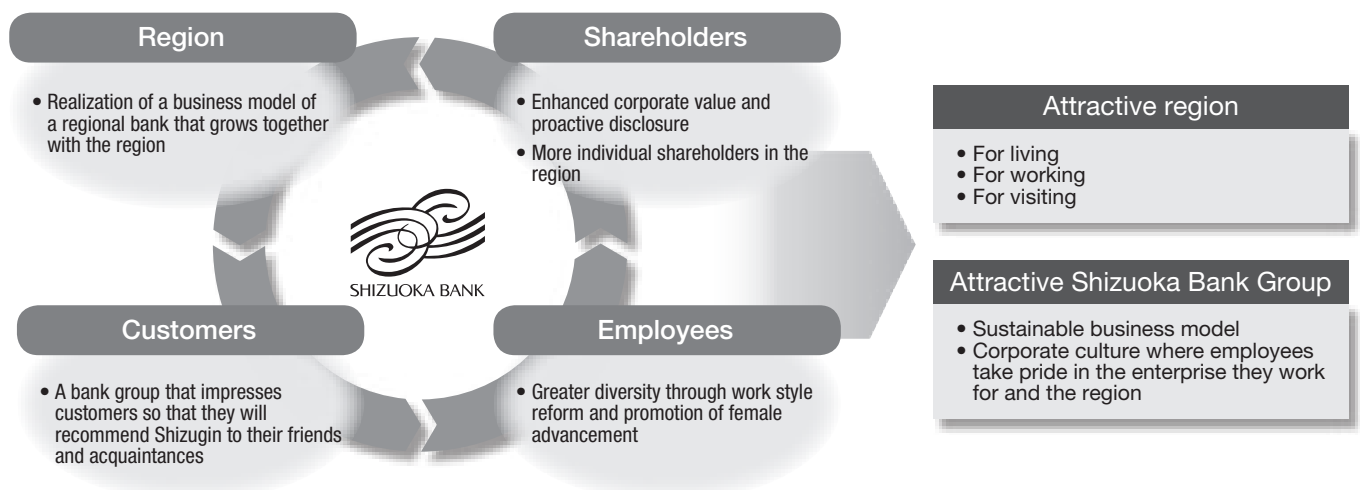 Region
• Realization of a business model of
a regional bank that grows together
with the region
Shareholders
• Enhanced corporate value and
proactive disclosure
• More individual shareholders in the
region
SHIZUOKA BANK
Customers
• A bank group that impresses
customers so that they will
recommend Shizugin to their friends
and acquaintances
Employees
• Greater diversity through work style
reform and promotion of female
advancement
Attractive region
• For living
• For working
• For visiting
Attractive Shizuoka Bank Group
• Sustainable business model
• Corporate culture where employees
take pride in the enterprise they work
for and the region